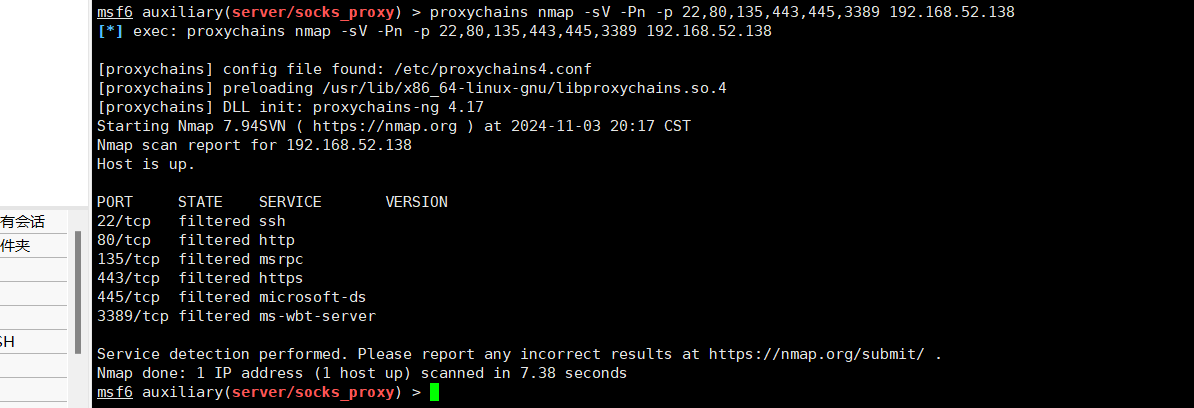 msf6 auxiliary(server/socks_proxy) > proxychains nmap -sV -Pn -p 22,80,135,443,445,3389 192.168.52.138
[*] exec: proxychains nmap -sV -Pn -p 22,80,135,443,445,3389 192.168.52.138
[proxychains] config file found: /etc/proxychains4.conf
[proxychains] preloading /usr/lib/x86_64-linux-gnu/libproxychains.so.4
[proxychains] DLL init: proxychains-ng 4.17
Starting Nmap 7.94SVN ( https://nmap.org ) at 2024-11-03 20:17 CST
Nmap scan report for 192.168.52.138
Host is up.
PORT     STATE    SERVICE       VERSION
22/tcp   filtered ssh
80/tcp   filtered http
135/tcp  filtered msrpc
443/tcp  filtered https
445/tcp  filtered microsoft-ds
3389/tcp filtered ms-wbt-server
Service detection performed. Please report any incorrect results at https://nmap.org/submit/ .
Nmap done: 1 IP address (1 host up) scanned in 7.38 seconds
msf6 auxiliary(server/socks_proxy) >
有会话
件夹
SH